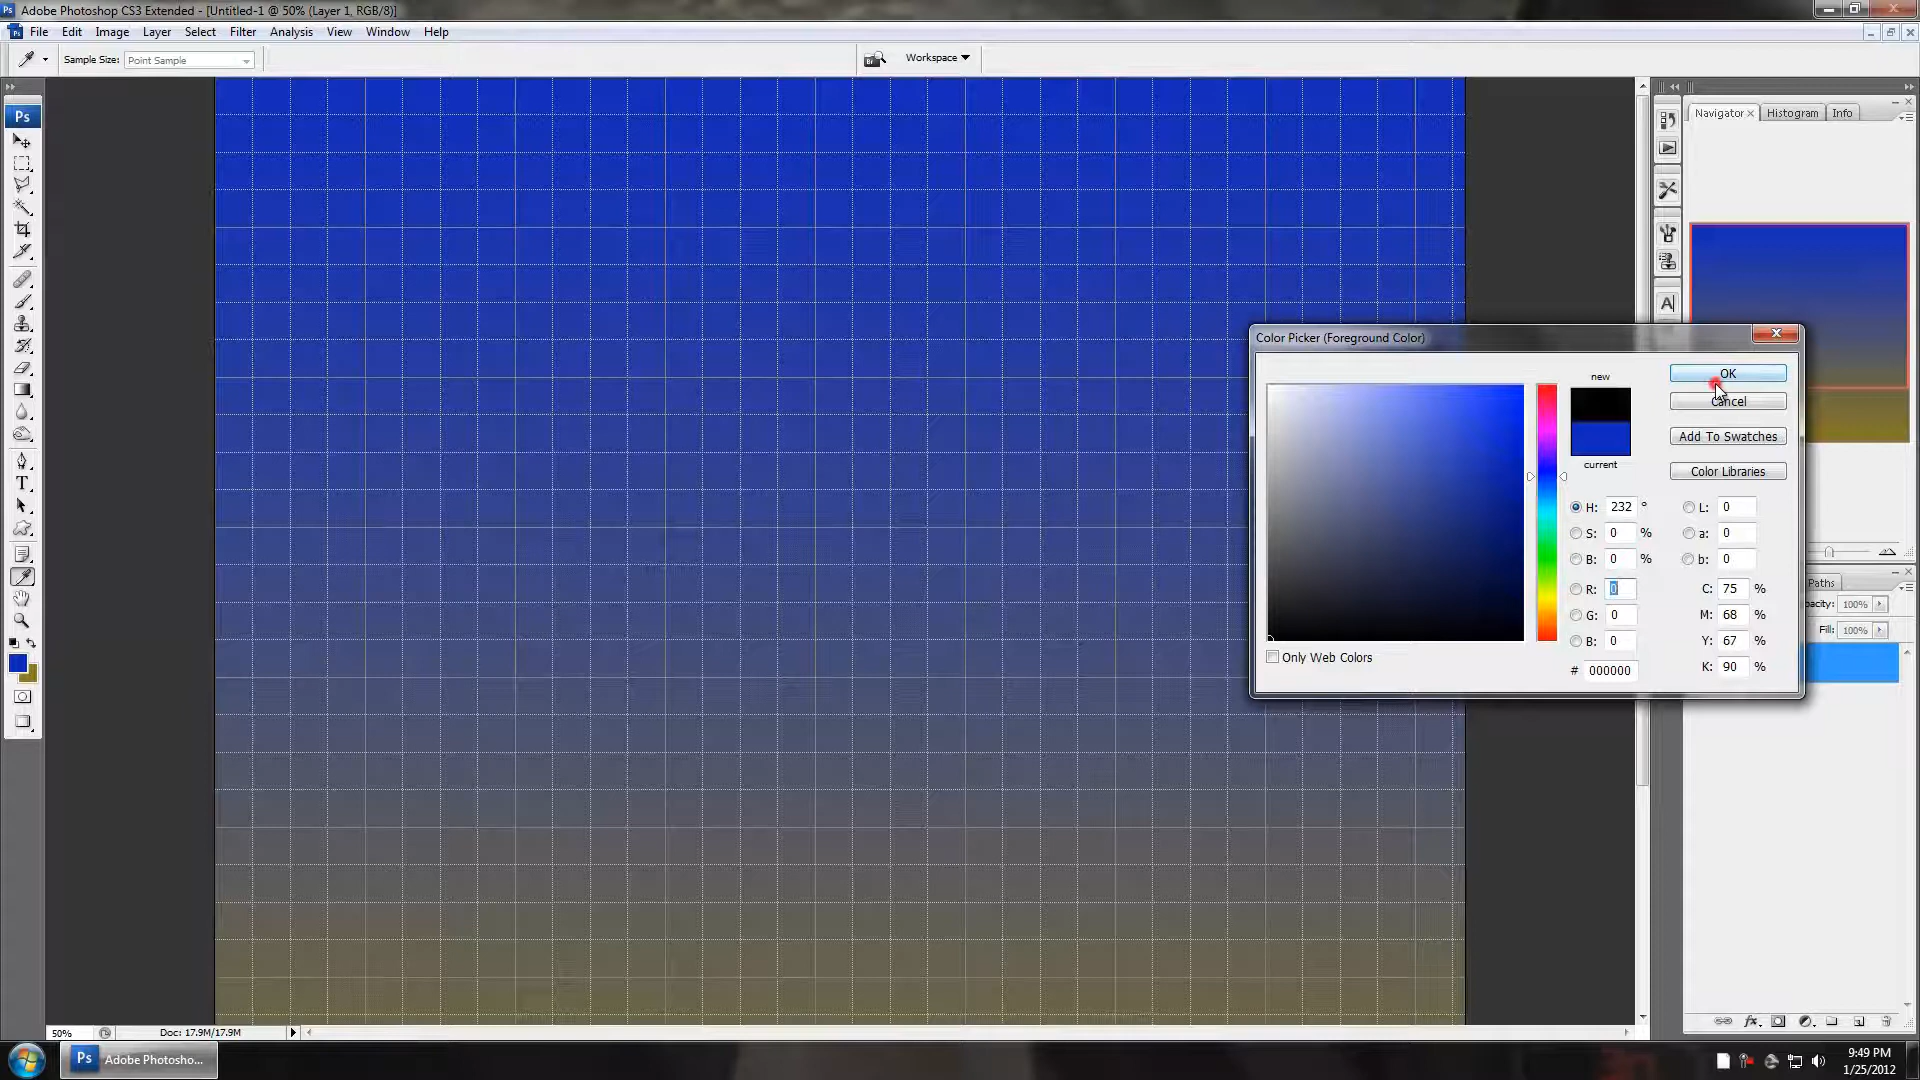 Adobe Photoshop CS3 Extended - [Untitled-1 @ 50% (Layer 1, RGB/8)]
File Edit Image Layer Select Filter Analysis View Window Help
Sample Size: Point Sample
Workspace
Navigator Histogram Info
Color Picker (Foreground Color)
new
OK
Cancel
Add To Swatches
current
Color Libraries
H: 232 ° L: 0
S: 0 % a: 0
B: 0 % b: 0
R: 0 C: 75 %
G: 0 M: 68 %
B: 0 Y: 67 %
# 000000 K: 90 %
Only Web Colors
Paths
pacity: 100%
Fill: 100%
50% Doc: 17.9M/17.9M
Adobe Photosho...
9:49 PM
1/25/2012